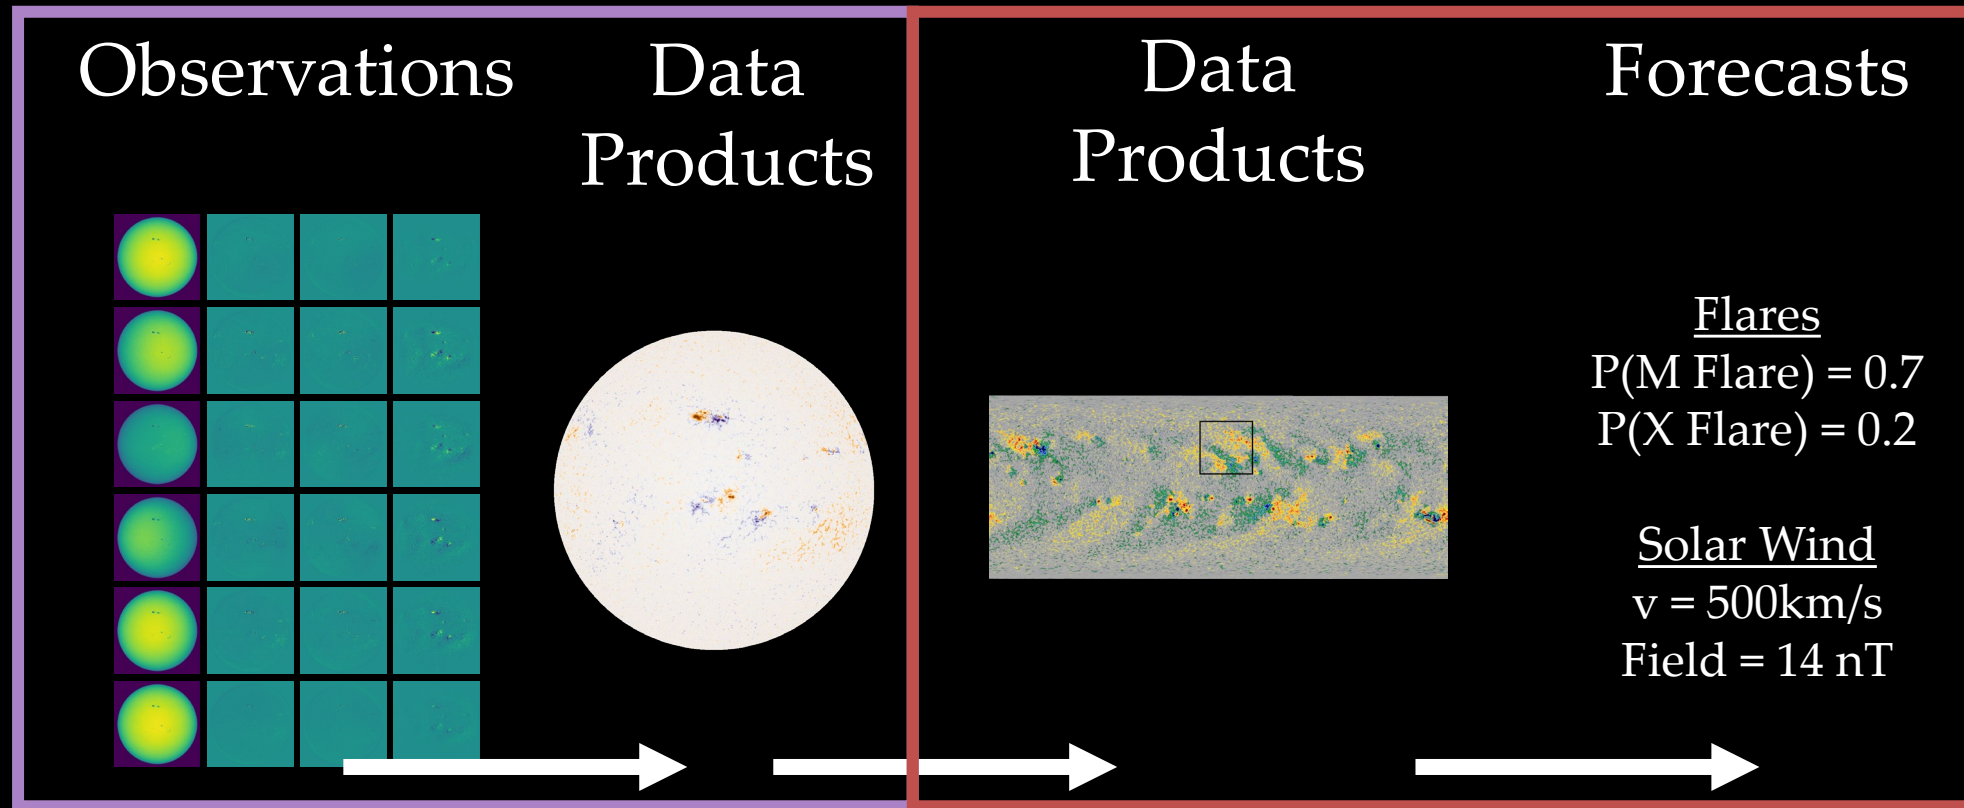 Observations
Data
Products
Data
Products
Forecasts
Flares
P(M Flare) = 0.7
P(X Flare) = 0.2
Solar Wind
v = 500km/s
Field = 14 nT